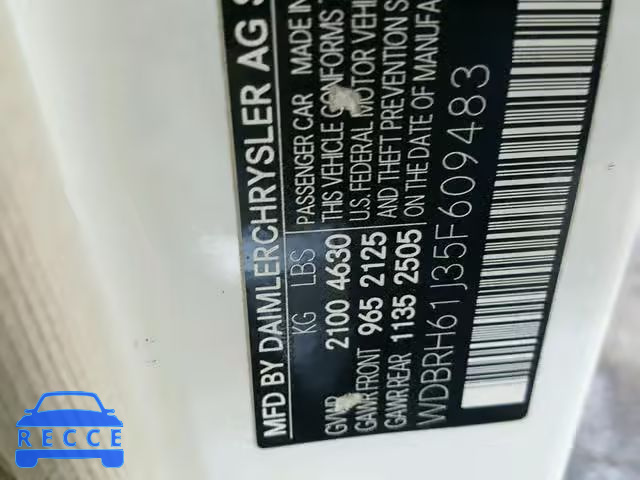 MFD BY DAIMLERCHRYSLER AG S
KG LBS PASSENGER CAR MADE IN
GVWR 2100 4630 THIS VEHICLE CONFORMS
GAWR FRONT 965 2125 U.S. FEDERAL MOTOR VEHI
GAWR REAR 1135 2505 AND THEFT PREVENTION S
ON THE DATE OF MANUFA
WDBRH61J35F609483
RECCE